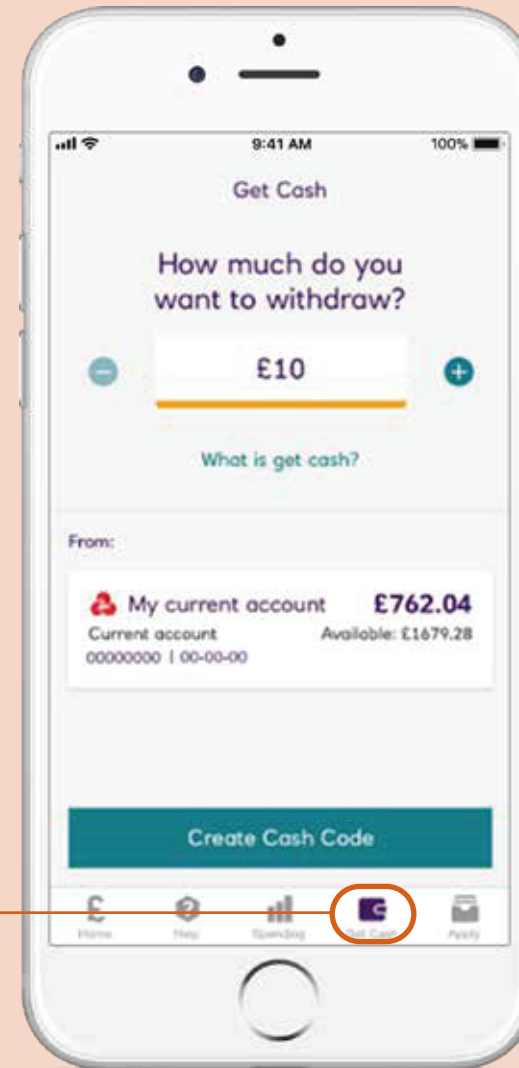 9:41 AM 100%
Get Cash
How much do you
want to withdraw?
£10
What is get cash?
From:
My current account £762.04
Current account Available: £1679.28
00000000 | 00-00-00
Create Cash Code
£
Home Help Spending Get Cash Apply